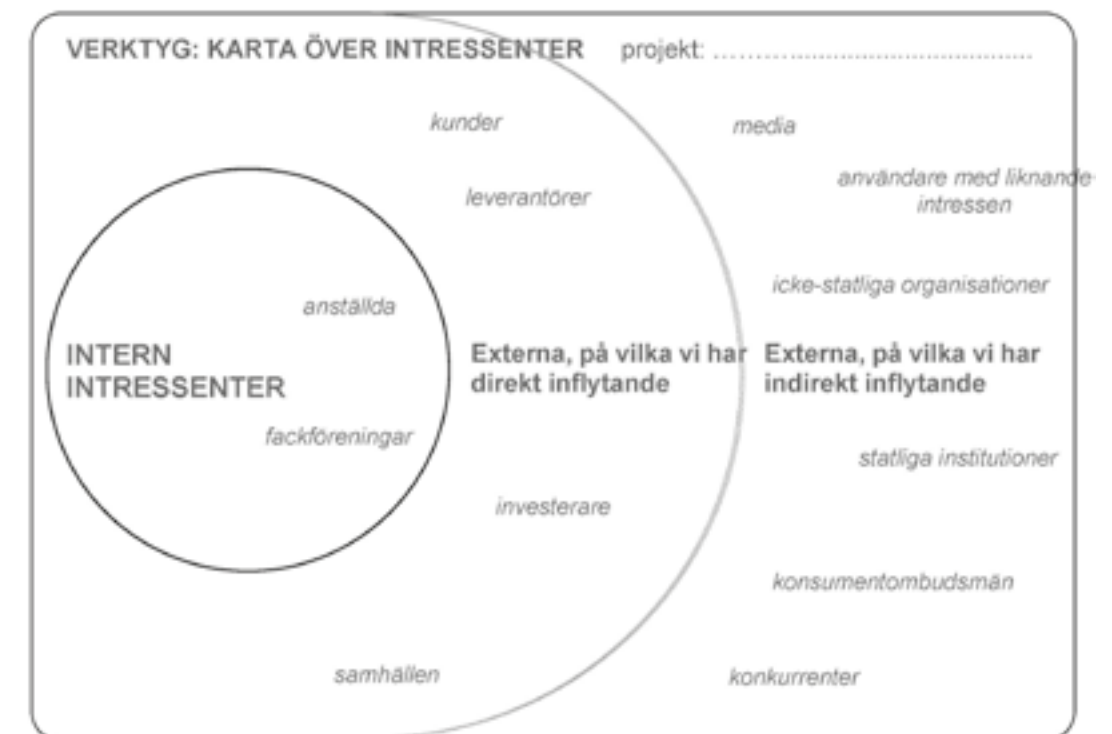 VERKTYG: KARTA ÖVER INTRESSENTER projekt: ..........................................
kunder
media
användare med liknande-
intressen
leverantörer
icke-statliga organisationer
anställda
INTERN
INTRESSENTER
Externa, på vilka vi har
direkt inflytande
Externa, på vilka vi har
indirekt inflytande
fackföreningar
statliga institutioner
investerare
konsumentombudsmän
samhällen
konkurrenter